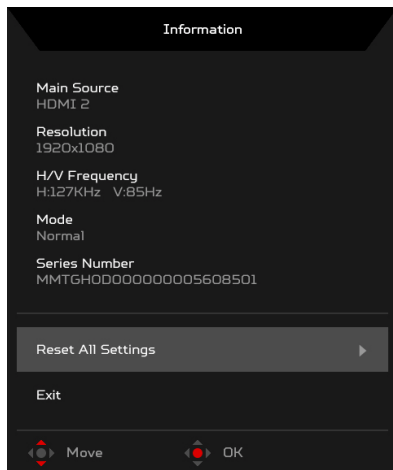 Information
Main Source
HDMI 2
Resolution
1920x1080
H/V Frequency
H:127KHz V:85Hz
Mode
Normal
Series Number
MMTGH0D000000005608501
Reset All Settings
Exit
Move OK